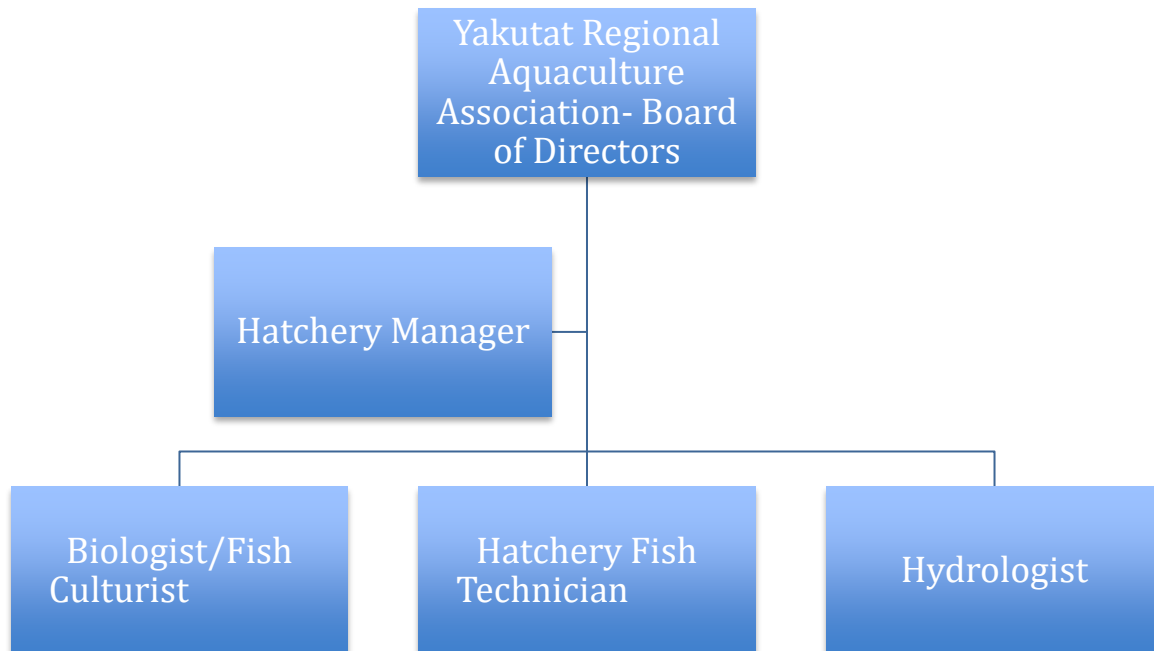 Yakutat Regional
Aquaculture
Association- Board
of Directors
Hatchery Manager
Biologist/Fish
Culturist
Hatchery Fish
Technician
Hydrologist